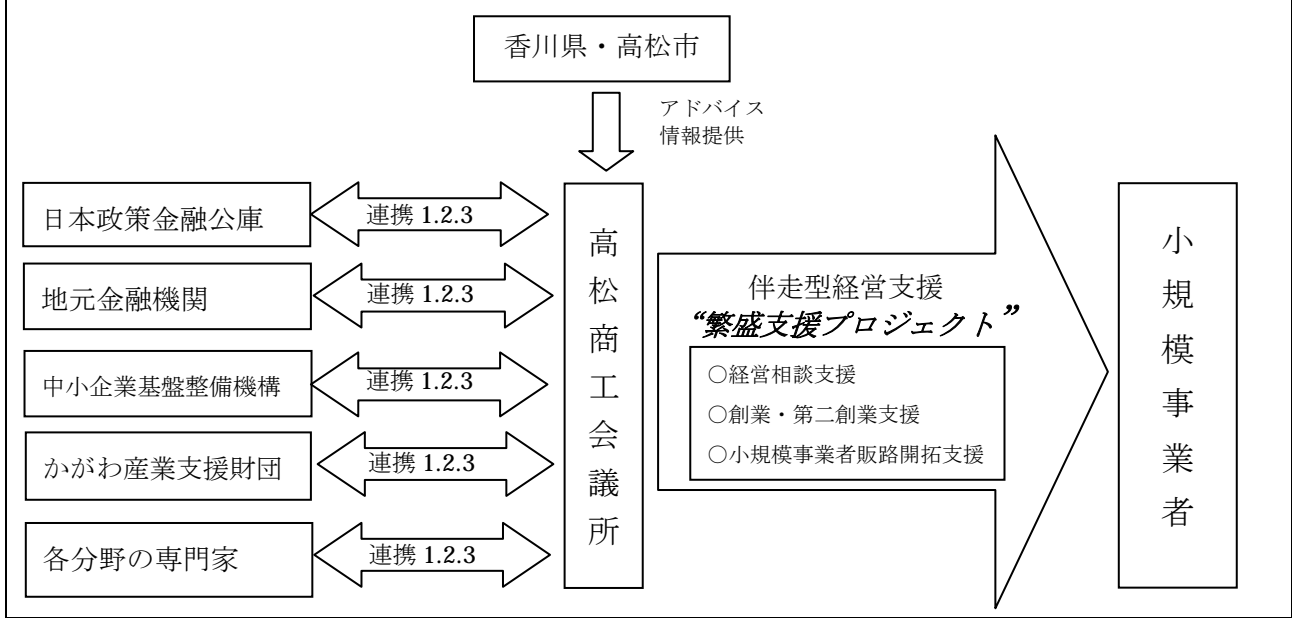 香川県・高松市
アドバイス
情報提供
日本政策金融公庫
連携 1.2.3
地元金融機関
連携 1.2.3
中小企業基盤整備機構
連携 1.2.3
かがわ産業支援財団
連携 1.2.3
各分野の専門家
連携 1.2.3
高松商工会議所
伴走型経営支援
“繁盛支援プロジェクト”
○経営相談支援
○創業・第二創業支援
○小規模事業者販路開拓支援
小規模事業者